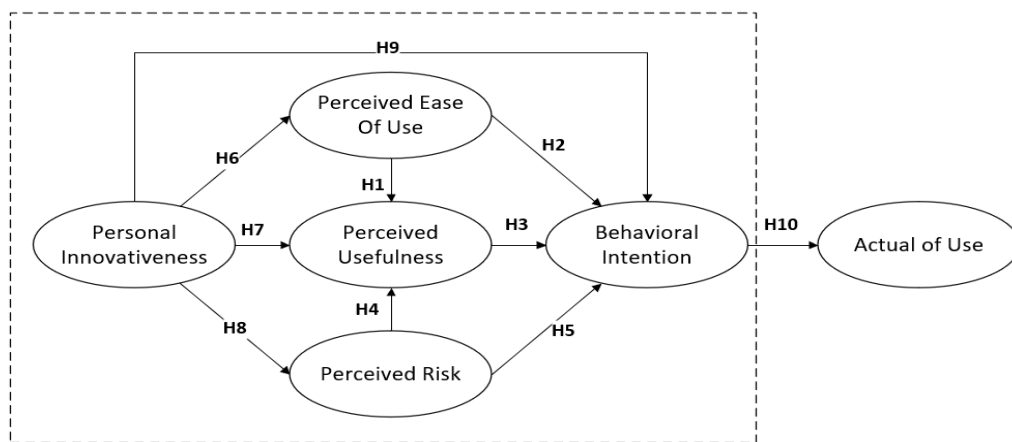 H9
Perceived Ease
Of Use
H6
H2
H1
Personal
Innovativeness
H7
Perceived
Usefulness
H3
Behavioral
Intention
H10
Actual of Use
H4
H8
H5
Perceived Risk